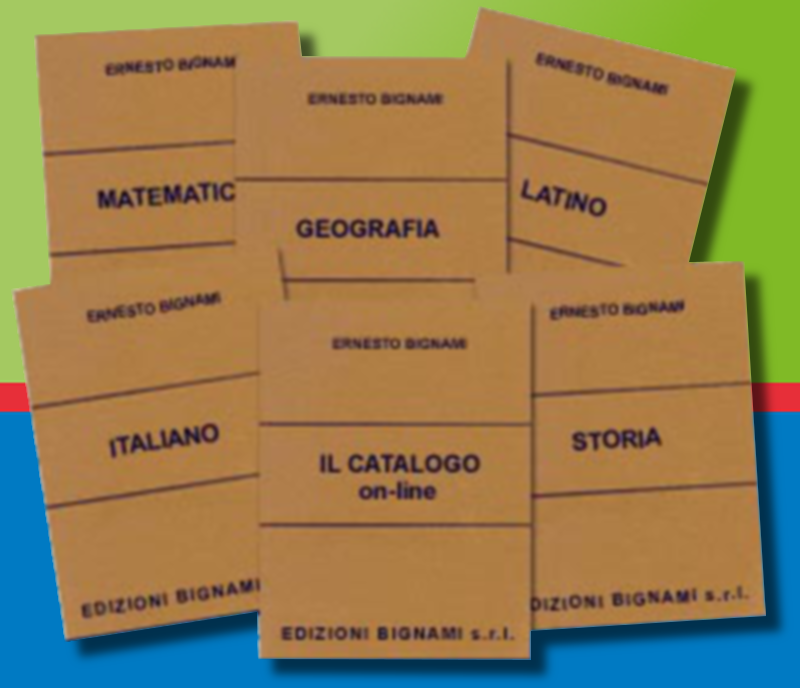 ERNESTO BIGNAM
MATEMATIC
ERNESTO BIGNAMI
GEOGRAFIA
ERNESTO BIGNAMI
LATINO
ERNESTO BIGNAMI
ITALIANO
EDIZIONI BIGNAMI
ERNESTO BIGNAMI
IL CATALOGO
on-line
EDIZIONI BIGNAMI s.r.l.
ERNESTO BIGNAMI
STORIA
DIZIONI BIGNAMI s.r.l.